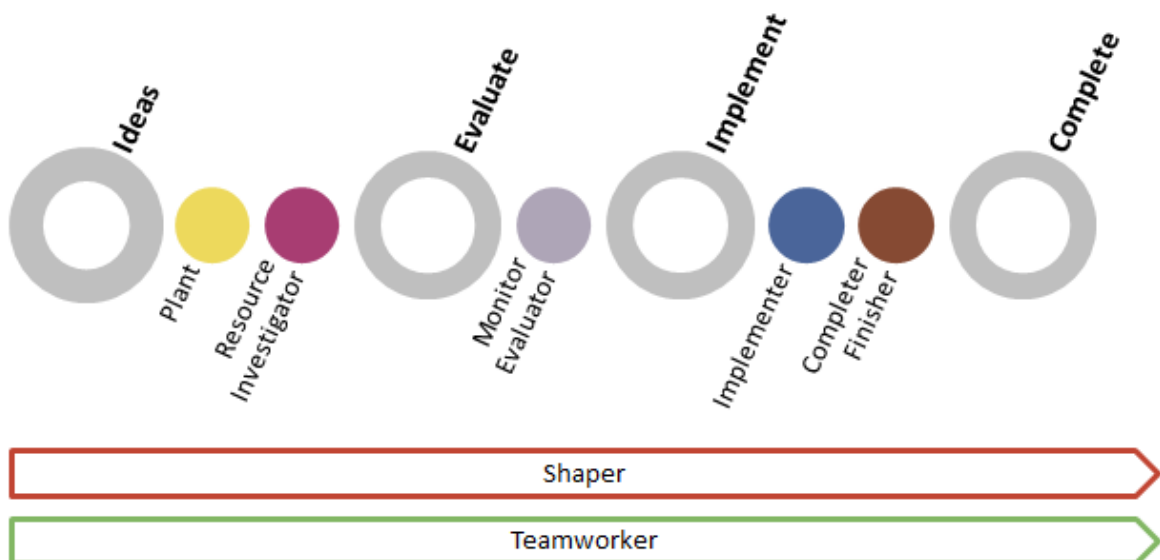 Ideas
Evaluate
Implement
Complete
Plant
Resource
Investigator
Monitor
Evaluator
Implementer
Completer
Finisher
Shaper
Teamworker